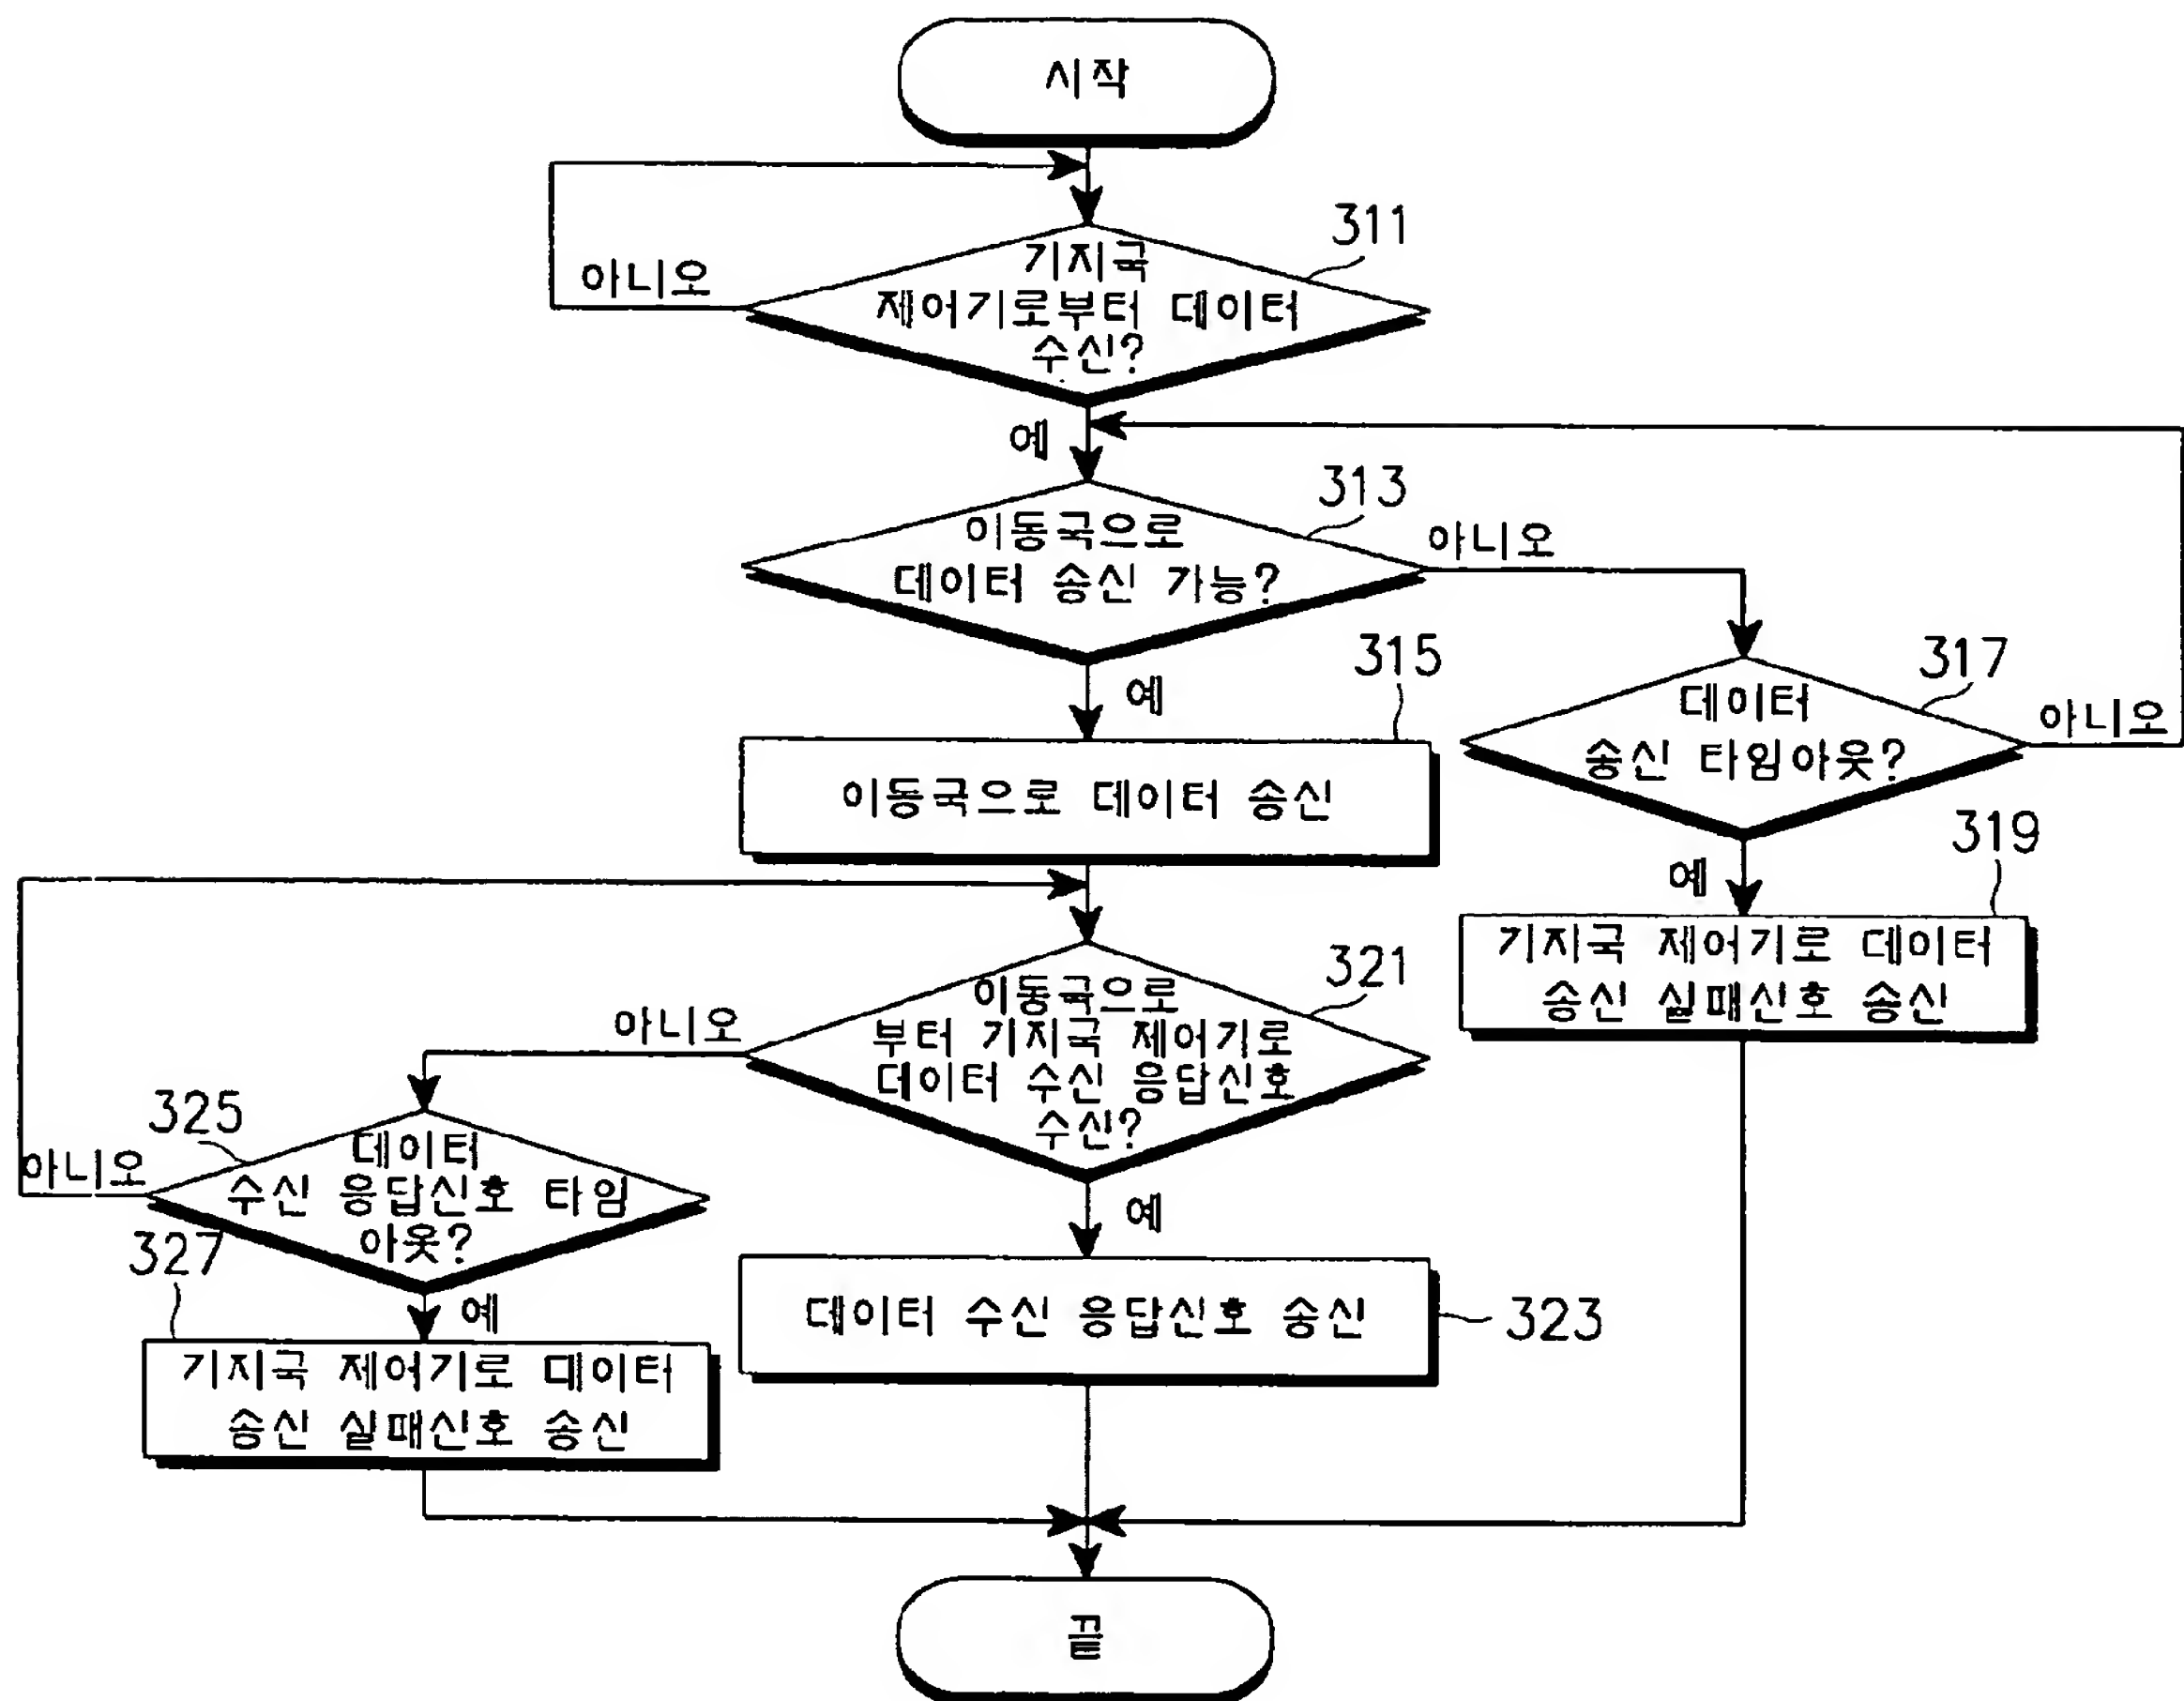 시작
311
기지국
제어기로부터 데이터
수신?
아니오
예
313
이동국으로
데이터 송신 가능?
아니오
예
315
이동국으로 데이터 송신
317
데이터
송신 타임아웃?
아니오
예
319
기지국 제어기로 데이터
송신 실패신호 송신
321
이동국으로
부터 기지국 제어기로
데이터 수신 응답신호
수신?
아니오
예
325
데이터
수신 응답신호 타임
아웃?
아니오
예
327
기지국 제어기로 데이터
송신 실패신호 송신
데이터 수신 응답신호 송신
323
끝